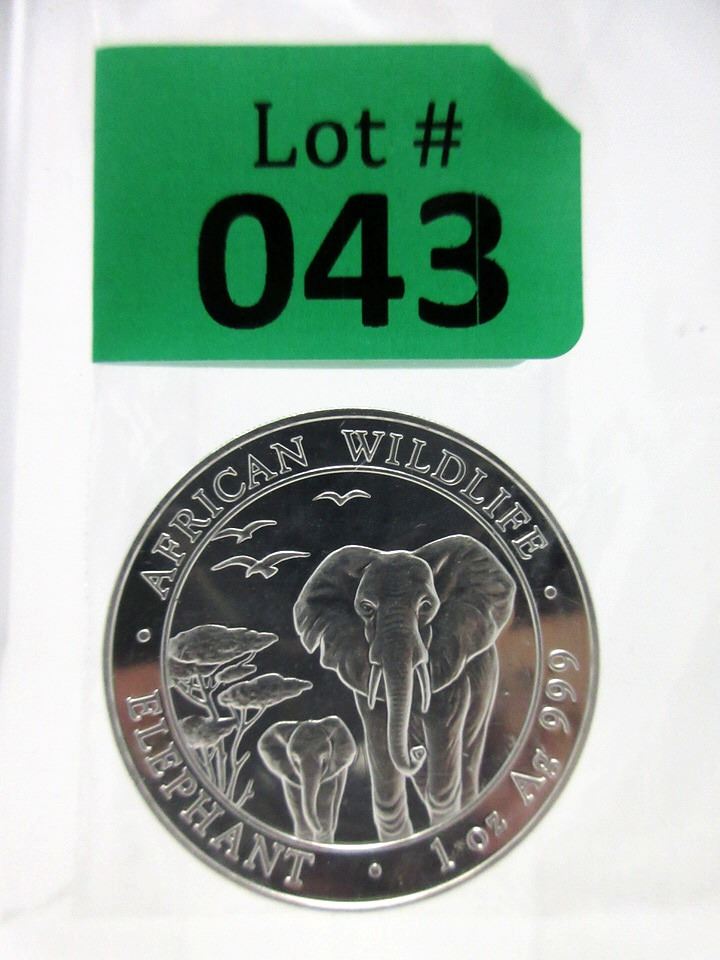 Lot #
043
AFRICAN WILDLIFE
ELEPHANT
1 oz Ag 999